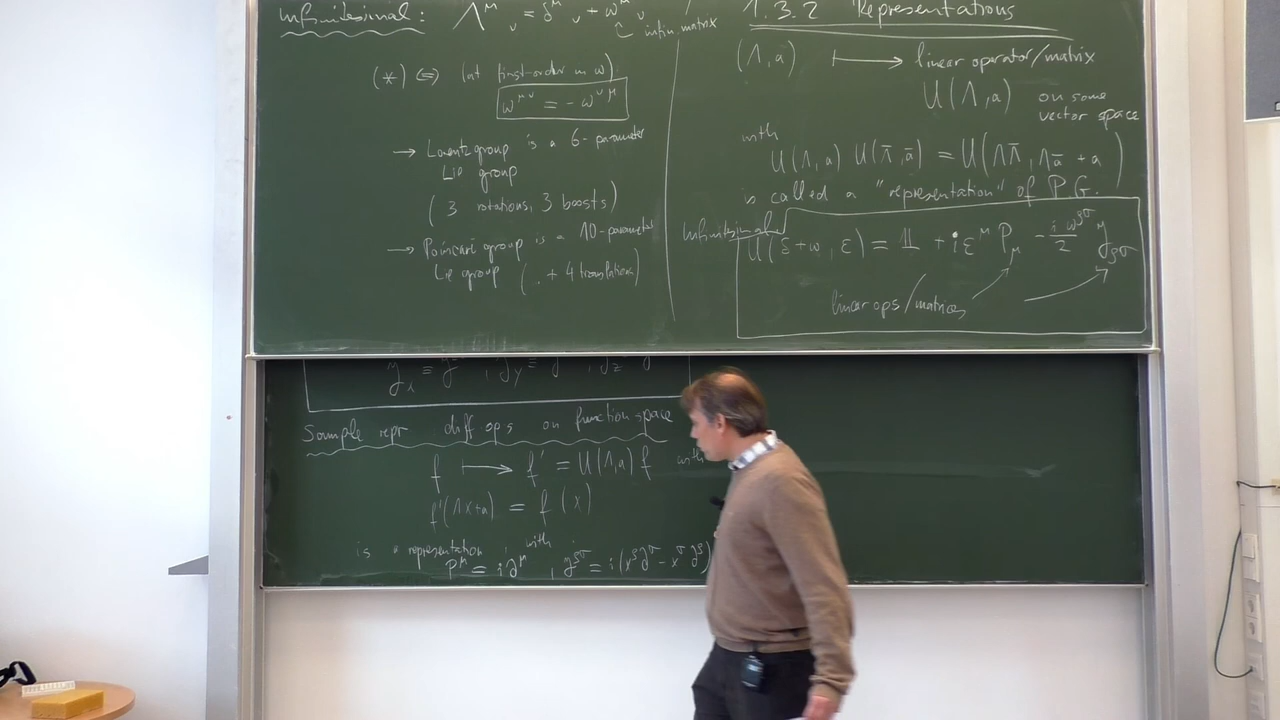 Infinitesimal: Λ^μ_ν = δ^μ_ν + ω^μ_ν
infin. matrix
(*) ⇔ (at first-order in ω)
ω^{μν} = - ω^{νμ}
→ Lorentz group is a 6-parameter
Lie group
(3 rotations, 3 boosts)
→ Poincaré group is a 10-parameter
Lie group ( .. + 4 translations)
1.3.2 Representations
(Λ,a) ⟼ linear operator/matrix
U(Λ,a) on some
vector space
with
U(Λ,a) U(Λ̄,ā) = U(ΛΛ̄, Λā + a)
is called a "representation" of P.G.
Infinitesimal:
U(δ+ω, ε) = 𝟙 + iε^μ P_μ - i/2 ω^{ρσ} J_{ρσ}
linear ops/matrices
Sample repr diff ops on function space
f ⟼ f' = U(Λ,a) f with
f'(Λx+a) = f(x)
is a representation with
P^μ = i∂^μ , J^{ρσ} = i(x^ρ∂^σ - x^σ∂^ρ)